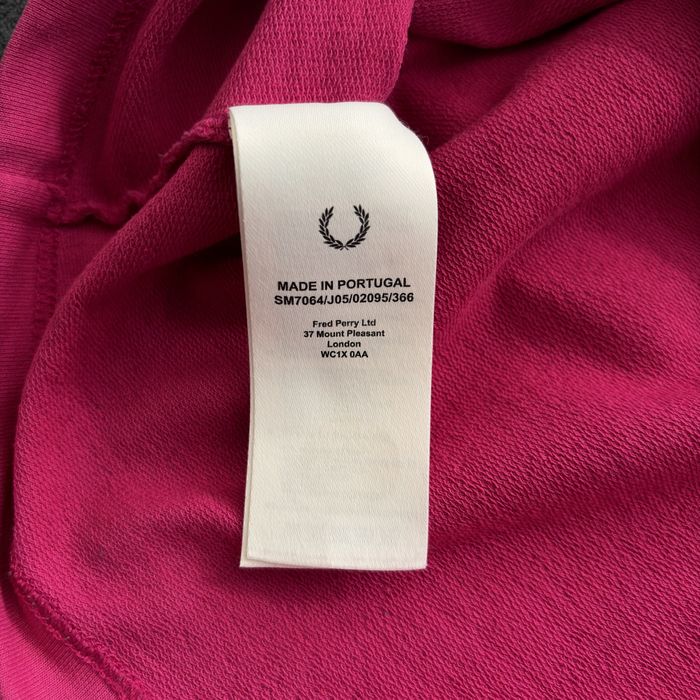 MADE IN PORTUGAL
SM7064/J05/02095/366
Fred Perry Ltd
37 Mount Pleasant
London
WC1X 0AA